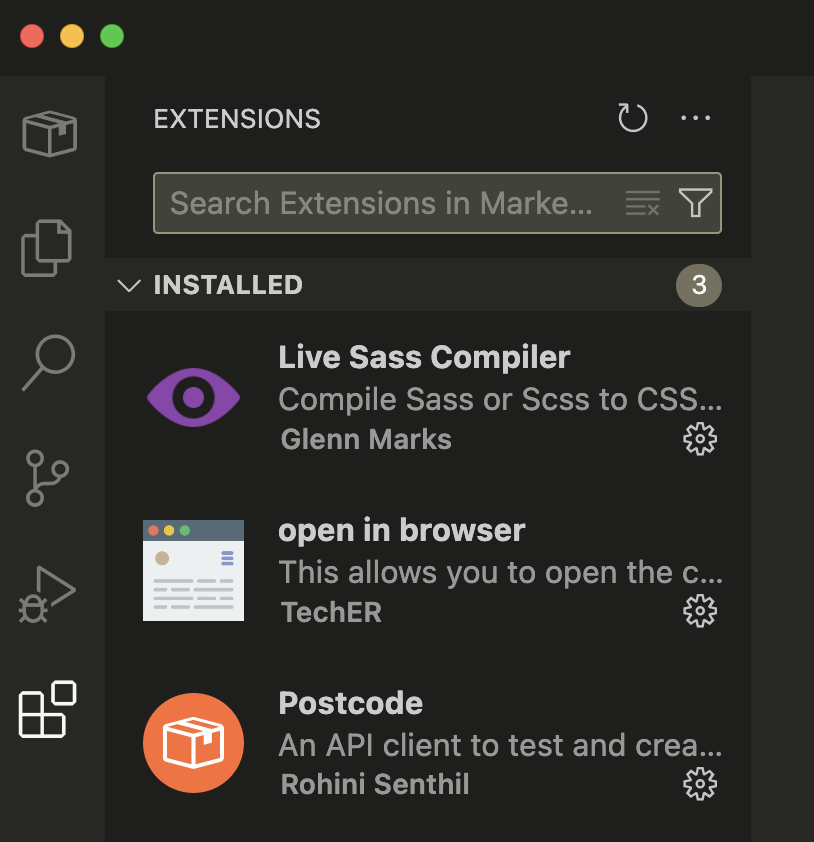 EXTENSIONS
Search Extensions in Marke...
INSTALLED 3
Live Sass Compiler
Compile Sass or Scss to CSS...
Glenn Marks
open in browser
This allows you to open the c...
TechER
Postcode
An API client to test and crea...
Rohini Senthil